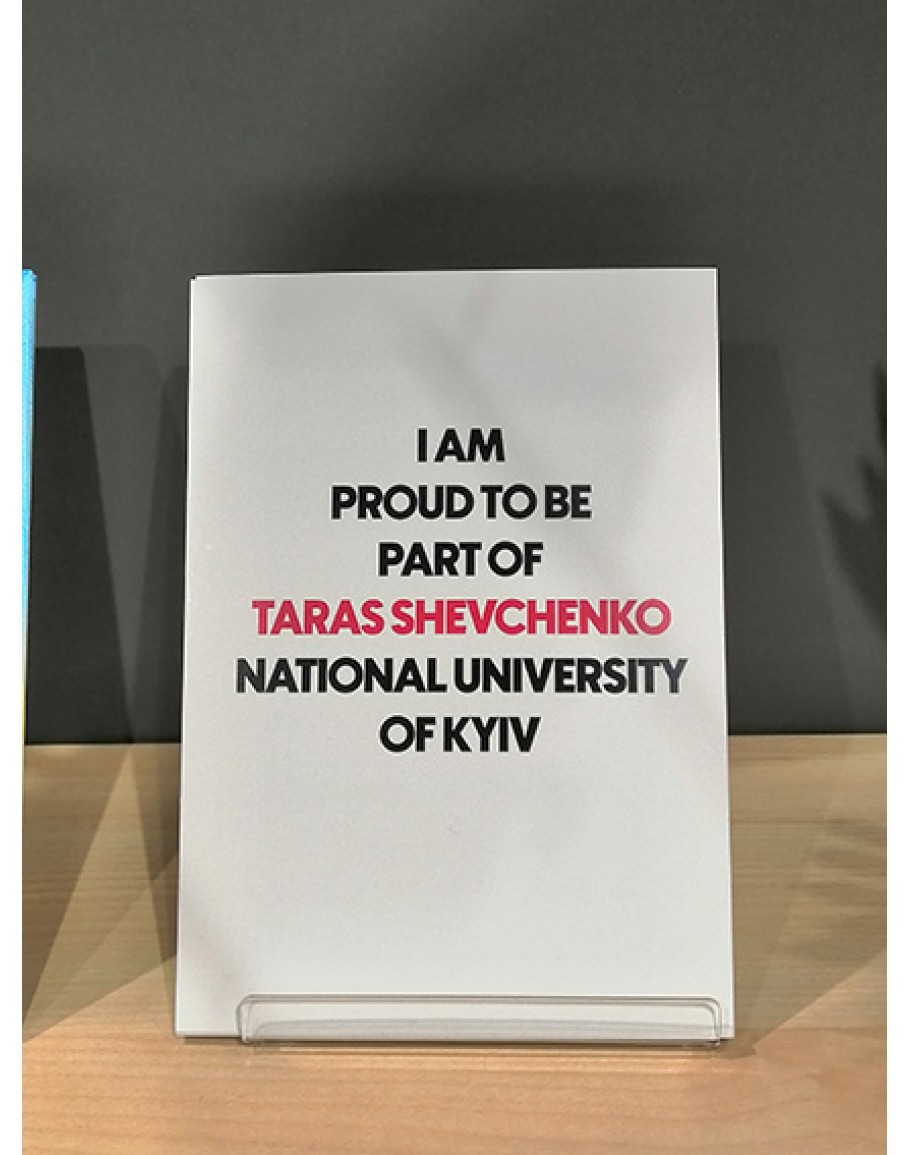 I AM
PROUD TO BE
PART OF
TARAS SHEVCHENKO
NATIONAL UNIVERSITY
OF KYIV